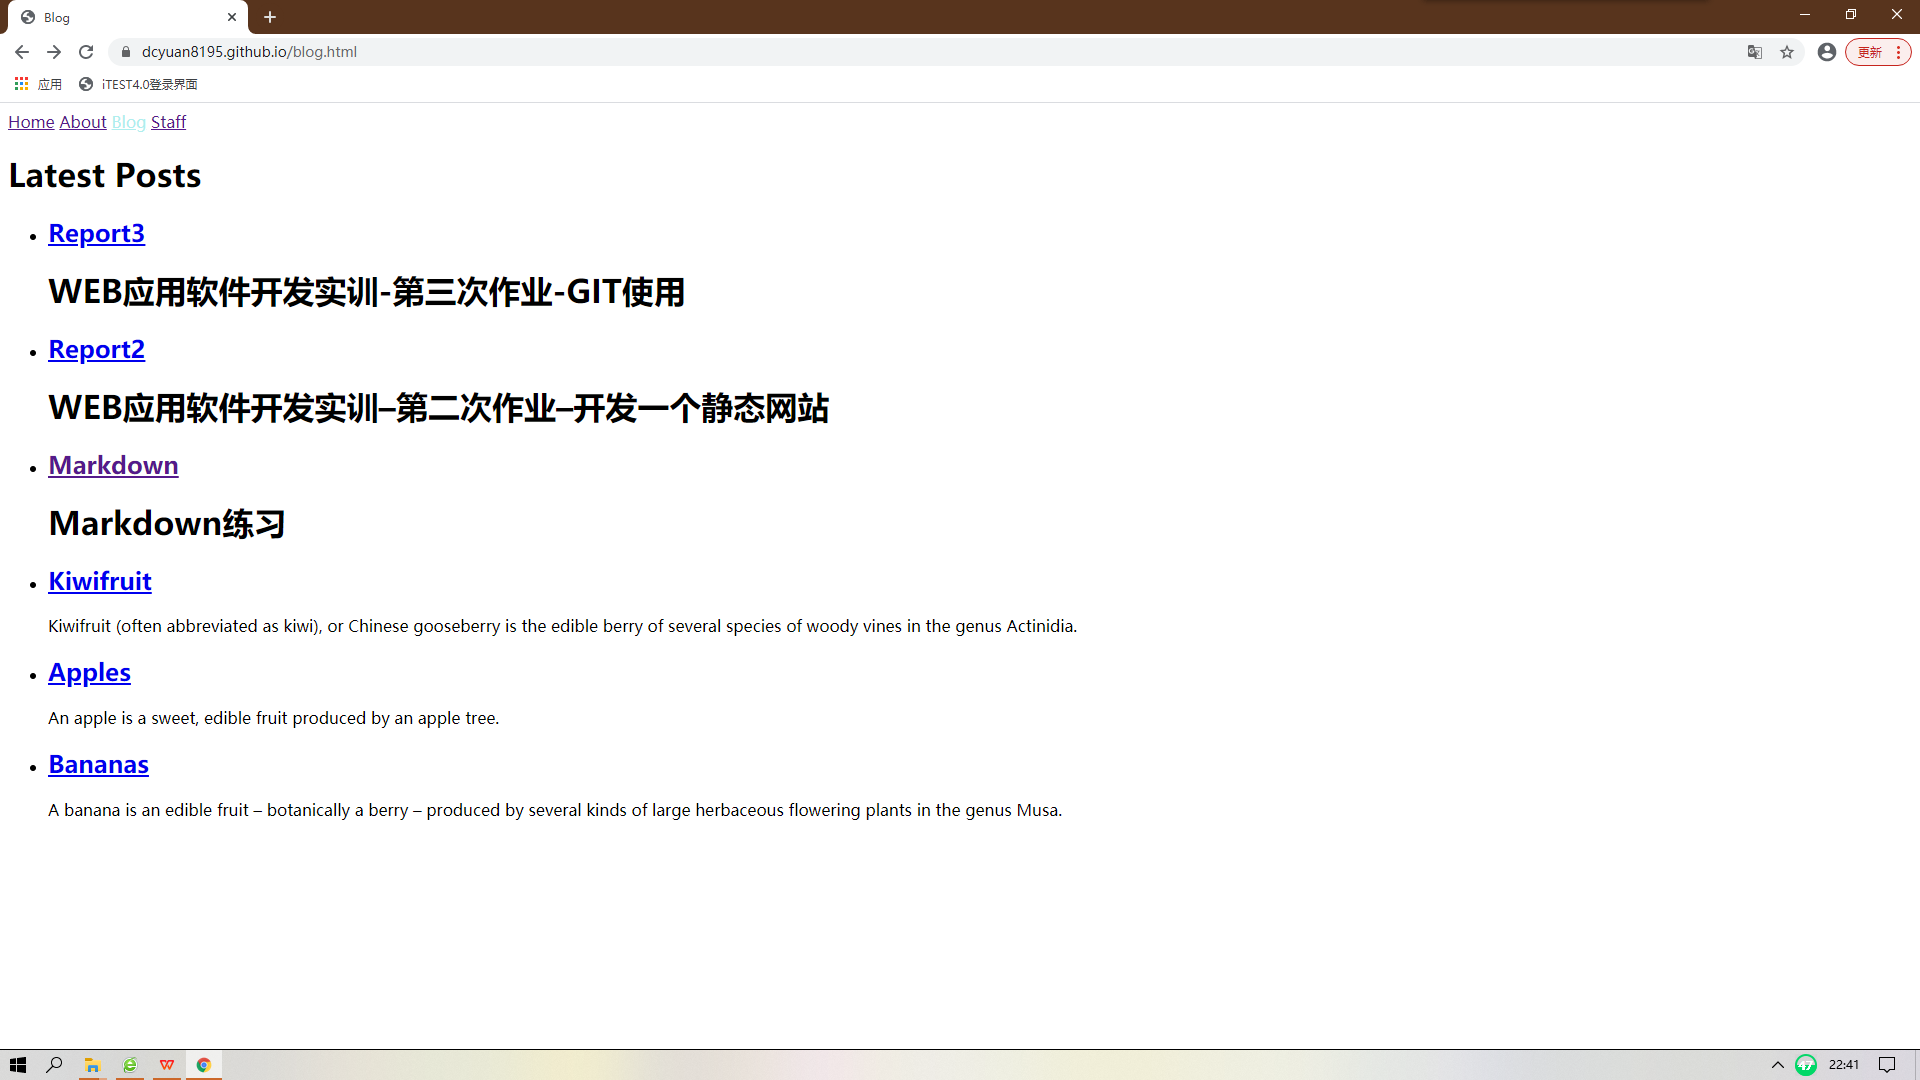 Blog
dcyuan8195.github.io/blog.html
更新
应用 iTEST4.0登录界面
Home About Blog Staff
Latest Posts
Report3
WEB应用软件开发实训-第三次作业-GIT使用
Report2
WEB应用软件开发实训–第二次作业–开发一个静态网站
Markdown
Markdown练习
Kiwifruit
Kiwifruit (often abbreviated as kiwi), or Chinese gooseberry is the edible berry of several species of woody vines in the genus Actinidia.
Apples
An apple is a sweet, edible fruit produced by an apple tree.
Bananas
A banana is an edible fruit – botanically a berry – produced by several kinds of large herbaceous flowering plants in the genus Musa.
47
22:41